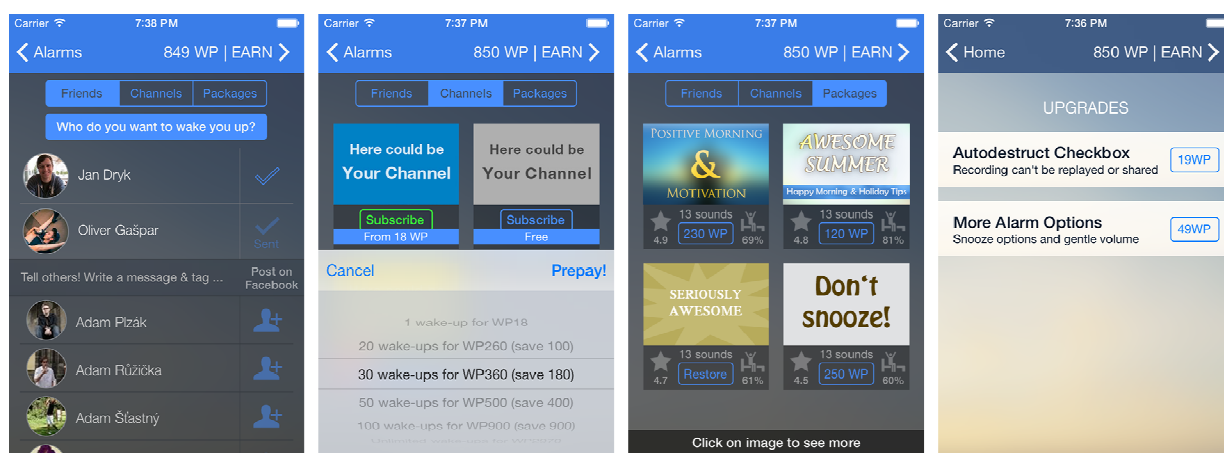 Carrier 7:38 PM
Alarms 849 WP | EARN
Friends Channels Packages
Who do you want to wake you up?
Jan Dryk
Oliver Gašpar
Sent
Tell others! Write a message & tag ... Post on Facebook
Adam Plzák
Adam Růžička
Adam Šťastný
Carrier 7:37 PM
Alarms 850 WP | EARN
Friends Channels Packages
Here could be
Your Channel
Here could be
Your Channel
Subscribe
From 18 WP
Subscribe
Free
Cancel Prepay!
1 wake-up for WP18
20 wake-ups for WP260 (save 100)
30 wake-ups for WP360 (save 180)
50 wake-ups for WP500 (save 400)
100 wake-ups for WP900 (save 900)
Carrier 7:37 PM
Alarms 850 WP | EARN
Friends Channels Packages
POSITIVE MORNING
&
MOTIVATION
13 sounds
4.9 230 WP 69%
AWESOME
SUMMER
Happy Morning & Holiday Tips
13 sounds
4.8 120 WP 81%
SERIOUSLY
AWESOME
13 sounds
4.7 Restore 61%
Don't
snooze!
13 sounds
4.5 250 WP 60%
Click on image to see more
Carrier 7:36 PM
Home 850 WP | EARN
UPGRADES
Autodestruct Checkbox
Recording can't be replayed or shared
19WP
More Alarm Options
Snooze options and gentle volume
49WP